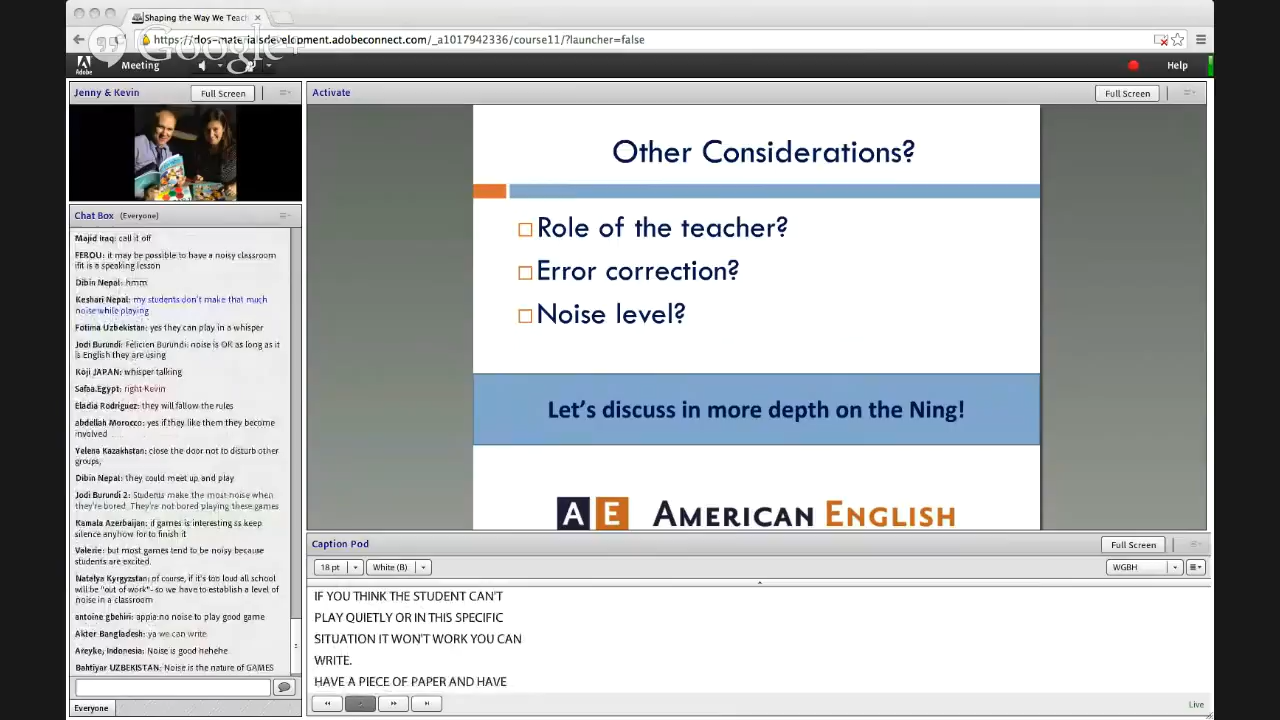 Shaping the Way We Teach
Google+
https://dos-materialsdevelopment.adobeconnect.com/_a1017942336/course11/?launcher=false
Adobe
Meeting
Help
Jenny & Kevin
Full Screen
Activate
Full Screen
Other Considerations?
Role of the teacher?
Error correction?
Noise level?
Let's discuss in more depth on the Ning!
A E AMERICAN ENGLISH
Chat Box (Everyone)
Majid Iraq: call it off
FEROU: it may be possible to have a noisy classroom
ifit is a speaking lesson
Dibin Nepal: hmm
Keshari Nepal: my students don't make that much
noise while playing
Fotima Uzbekistan: yes they can play in a whisper
Jodi Burundi: Felicien Burundi: noise is OK as long as it
is English they are using
Koji JAPAN: whisper talking
Safaa.Egypt: right Kevin
Eladia Rodriguez: they will fallow the rules
abdellah Morocco: yes if they like them they become
involved
Yelena Kazakhstan: close the door not to disturb other
groups,
Dibin Nepal: they could meet up and play
Jodi Burundi 2: Students make the most noise when
they're bored. They're not bored playing these games
Kamala Azerbaijan: if games is interesting ss keep
silence anyhow for to finish it
Valerie: but most games tend to be noisy because
students are excited.
Natalya Kyrgyzstan: of course, if it's too loud all school
will be "out of work"- so we have to establish a level of
noise in a classroom
antoine gbehiri: appia:no noise to play good game
Akter Bangladesh: ya we can write
Areyke, Indonesia: Noise is good hehehe
Bahtiyar UZBEKISTAN: Noise is the nature of GAMES
Everyone
Caption Pod
Full Screen
18 pt
White (B)
WGBH
IF YOU THINK THE STUDENT CAN'T
PLAY QUIETLY OR IN THIS SPECIFIC
SITUATION IT WON'T WORK YOU CAN
WRITE.
HAVE A PIECE OF PAPER AND HAVE
Live